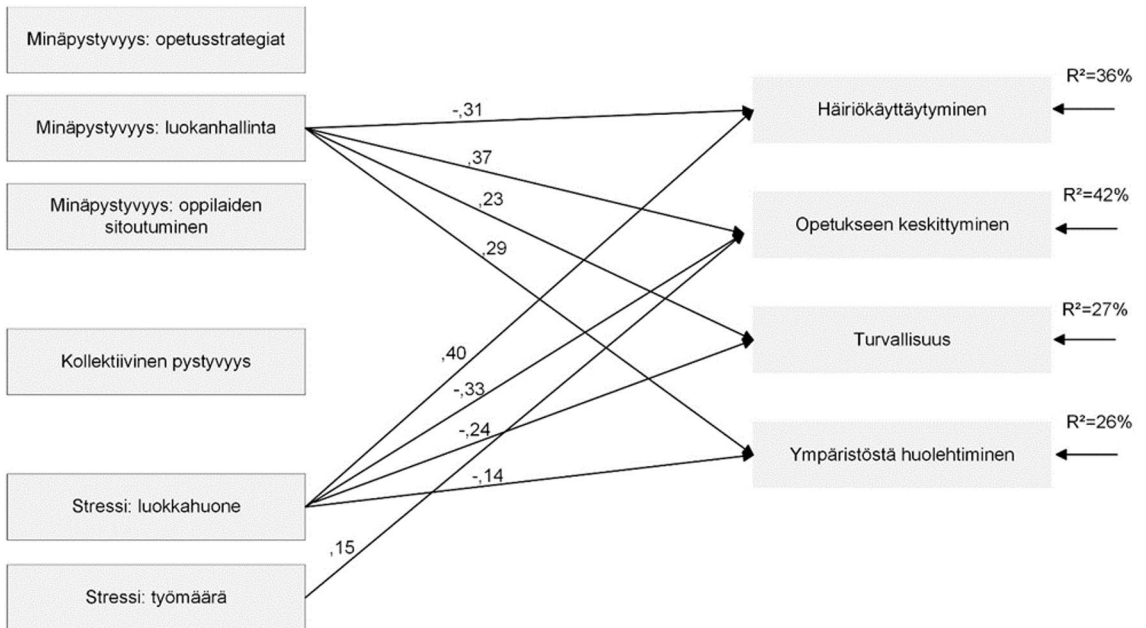 Minäpystyvyys: opetusstrategiat
Minäpystyvyys: luokanhallinta
Minäpystyvyys: oppilaiden
sitoutuminen
Kollektiivinen pystyvyys
Stressi: luokkahuone
Stressi: työmäärä
-,31
,37
,23
,29
,40
-,33
-,24
-,14
,15
R²=36%
Häiriökäyttäytyminen
R²=42%
Opetukseen keskittyminen
R²=27%
Turvallisuus
R²=26%
Ympäristöstä huolehtiminen